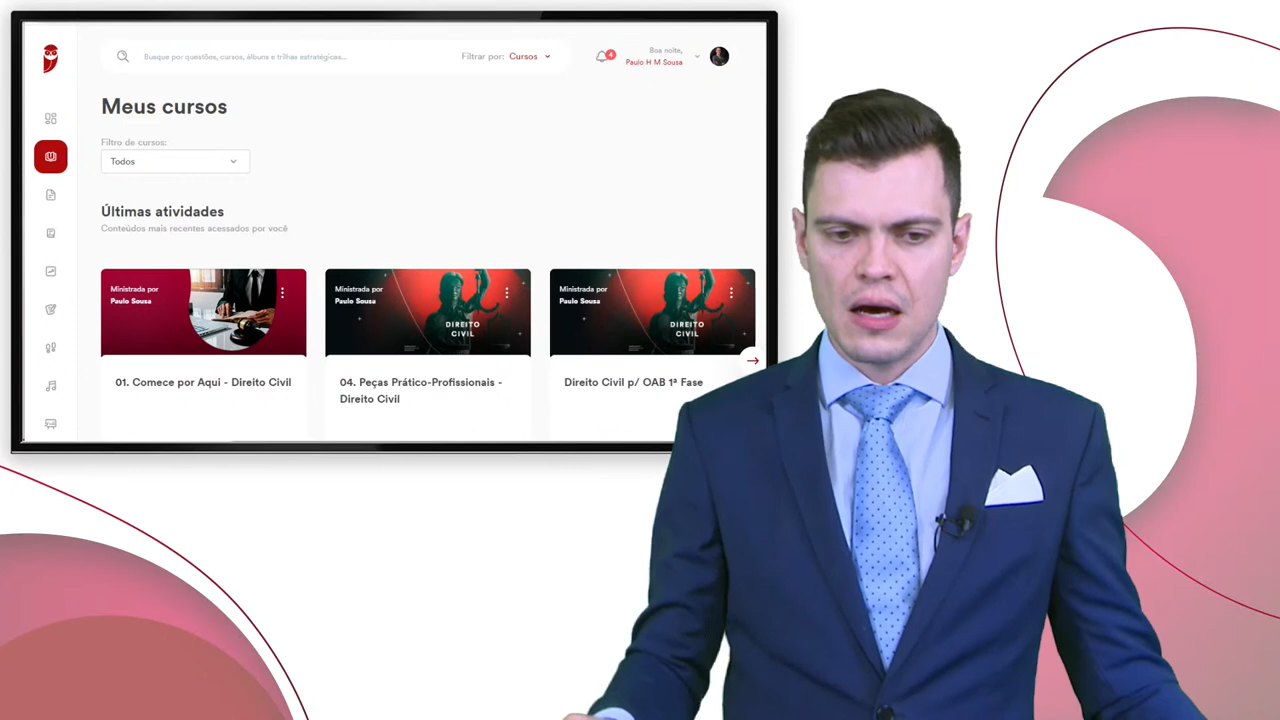 Busque por questões, cursos, álbuns e trilhas estratégicas...
Filtrar por: Cursos
4
Boa noite,
Paulo H M Sousa
Meus cursos
Filtro de cursos:
Todos
Últimas atividades
Conteúdos mais recentes acessados por você
Ministrada por
Paulo Sousa
01. Comece por Aqui - Direito Civil
Ministrada por
Paulo Sousa
DIREITO
CIVIL
04. Peças Prático-Profissionais -
Direito Civil
Ministrada por
Paulo Sousa
DIREITO
CIVIL
Direito Civil p/ OAB 1ª Fase